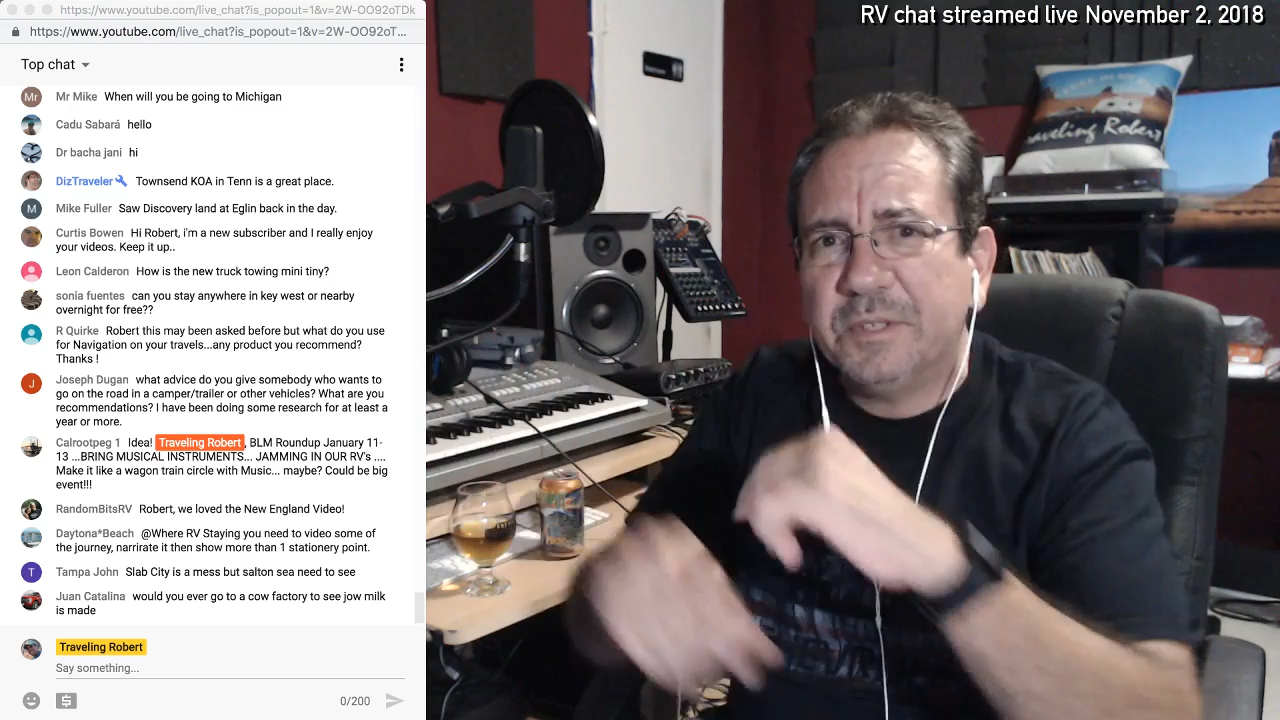 https://www.youtube.com/live_chat?is_popout=1&v=2W-OO92oTDk
https://www.youtube.com/live_chat?is_popout=1&v=2W-OO92oT...
RV chat streamed live November 2, 2018
Top chat
Mr Mr Mike When will you be going to Michigan
Cadu Sabará hello
Dr bacha jani hi
DizTraveler Townsend KOA in Tenn is a great place.
M Mike Fuller Saw Discovery land at Eglin back in the day.
Curtis Bowen Hi Robert, i'm a new subscriber and I really enjoy
your videos. Keep it up..
Leon Calderon How is the new truck towing mini tiny?
sonia fuentes can you stay anywhere in key west or nearby
overnight for free??
R Quirke Robert this may been asked before but what do you use
for Navigation on your travels...any product you recommend?
Thanks !
J Joseph Dugan what advice do you give somebody who wants to
go on the road in a camper/trailer or other vehicles? What are you
recommendations? I have been doing some research for at least a
year or more.
Calrootpeg 1 Idea! Traveling Robert, BLM Roundup January 11-
13 ...BRING MUSICAL INSTRUMENTS... JAMMING IN OUR RV's ....
Make it like a wagon train circle with Music... maybe? Could be big
event!!!
RandomBitsRV Robert, we loved the New England Video!
Daytona*Beach @Where RV Staying you need to video some of
the journey, narrirate it then show more than 1 stationery point.
T Tampa John Slab City is a mess but salton sea need to see
Juan Catalina would you ever go to a cow factory to see jow milk
is made
Traveling Robert
Say something...
0/200
Traveling Robert